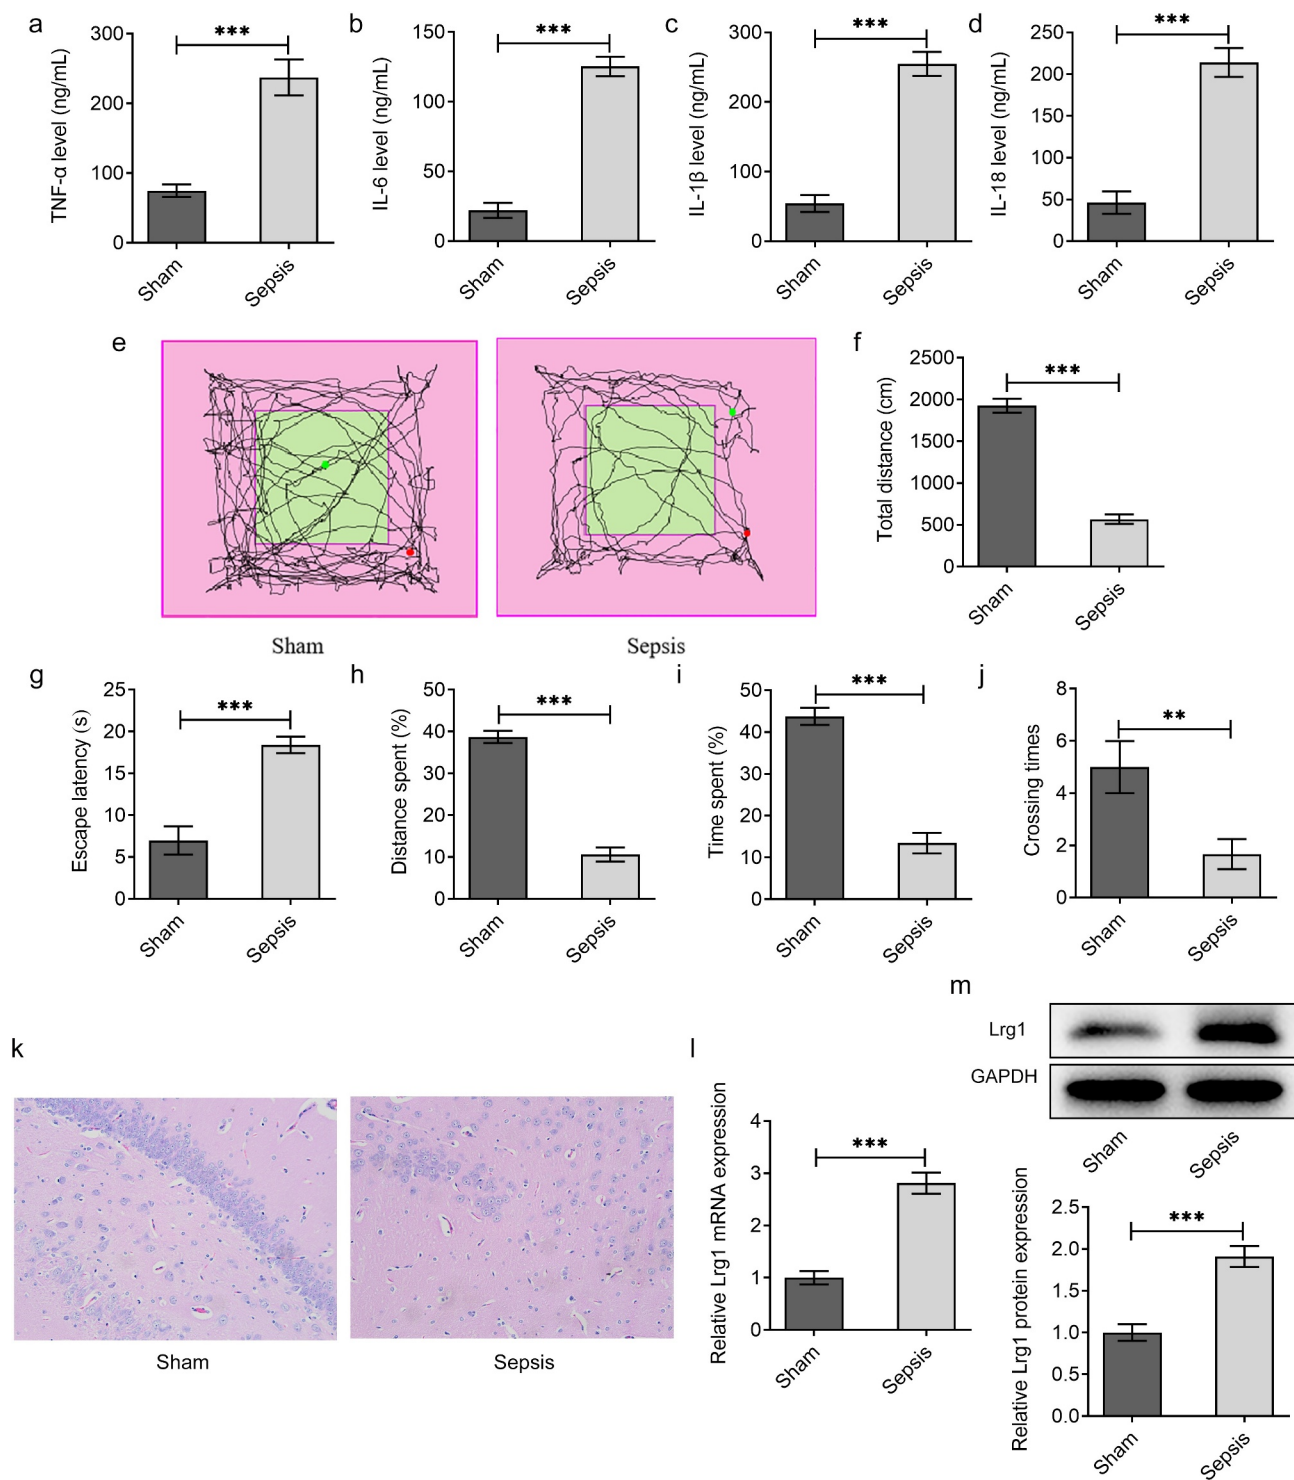 a
TNF-α level (ng/mL)
300
200
100
0
***
Sham
Sepsis
b
IL-6 level (ng/mL)
150
100
50
0
***
Sham
Sepsis
c
IL-1β level (ng/mL)
300
200
100
0
***
Sham
Sepsis
d
IL-18 level (ng/mL)
250
200
150
100
50
0
***
Sham
Sepsis
e
Sham
Sepsis
f
Total distance (cm)
2500
2000
1500
1000
500
0
***
Sham
Sepsis
g
Escape latency (s)
25
20
15
10
5
0
***
Sham
Sepsis
h
Distance spent (%)
50
40
30
20
10
0
***
Sham
Sepsis
i
Time spent (%)
50
40
30
20
10
0
***
Sham
Sepsis
j
Crossing times
8
6
4
2
0
**
Sham
Sepsis
k
Sham
Sepsis
l
Relative Lrg1 mRNA expression
4
3
2
1
0
***
Sham
Sepsis
m
Lrg1
GAPDH
Sham
Sepsis
Relative Lrg1 protein expression
2.5
2.0
1.5
1.0
0.5
0.0
***
Sham
Sepsis